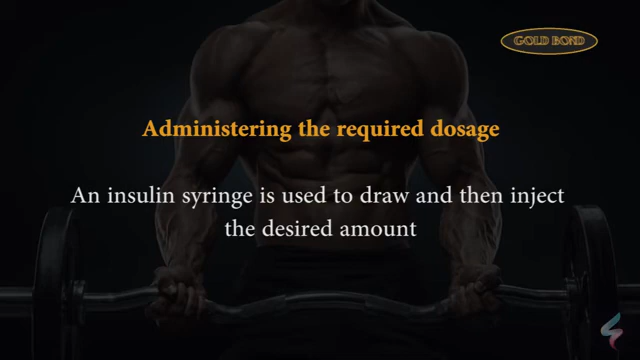 GOLD BOND
Administering the required dosage
An insulin syringe is used to draw and then inject
the desired amount